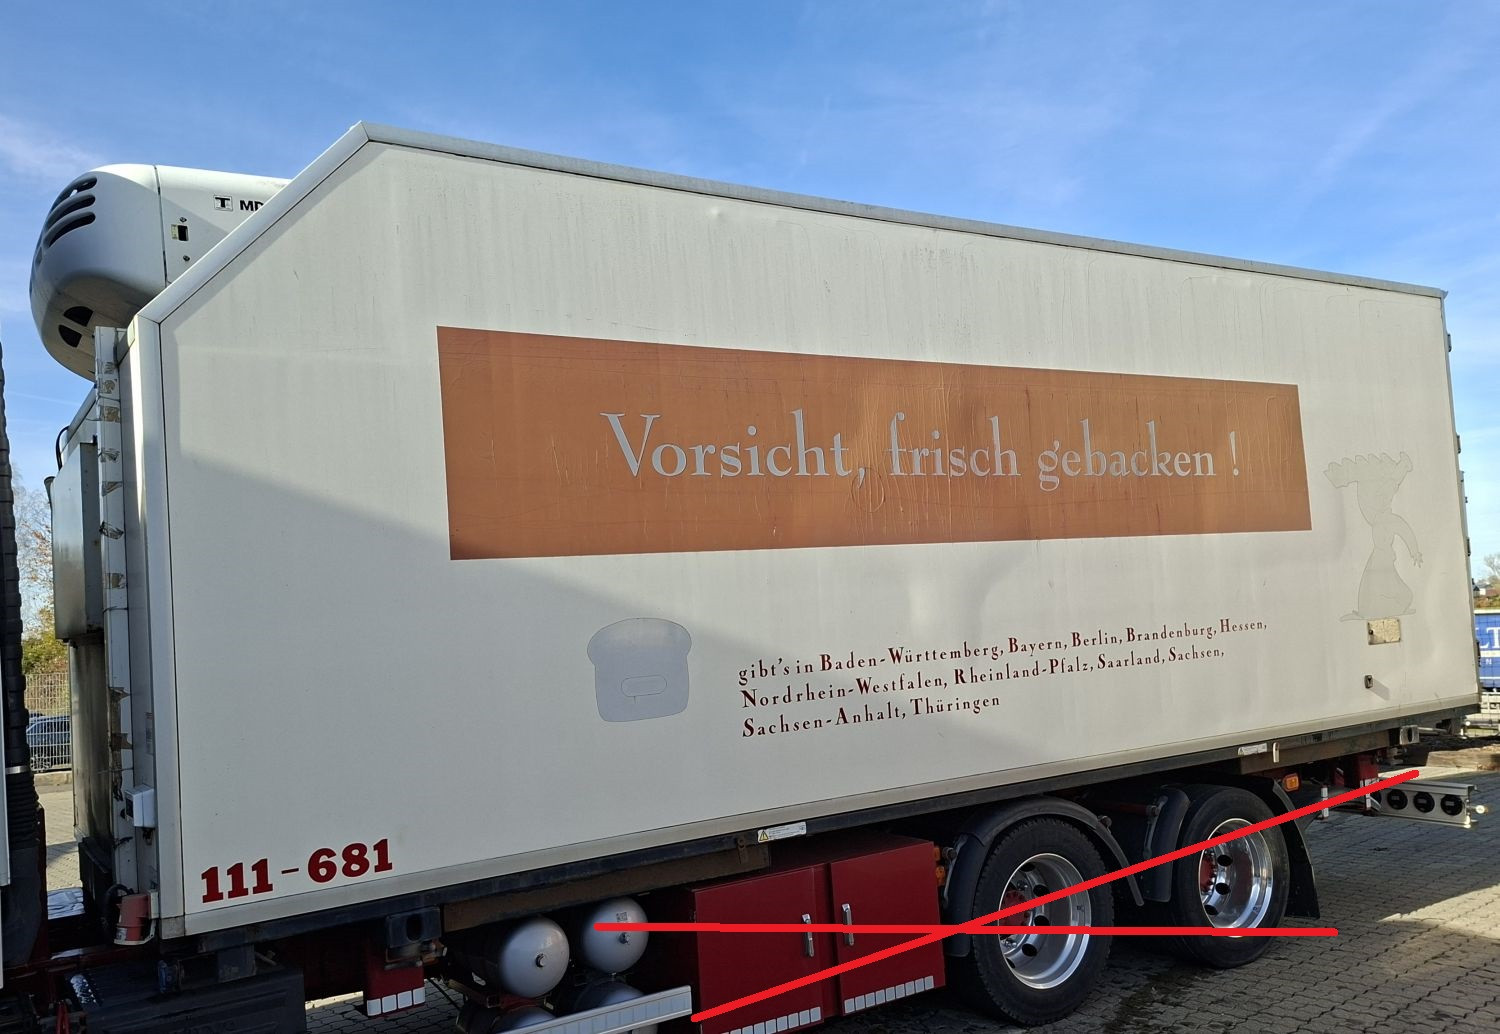 MD
Vorsicht, frisch gebacken !
gibt's in Baden-Württemberg, Bayern, Berlin, Brandenburg, Hessen,
Nordrhein-Westfalen, Rheinland-Pfalz, Saarland, Sachsen,
Sachsen-Anhalt, Thüringen
111-681